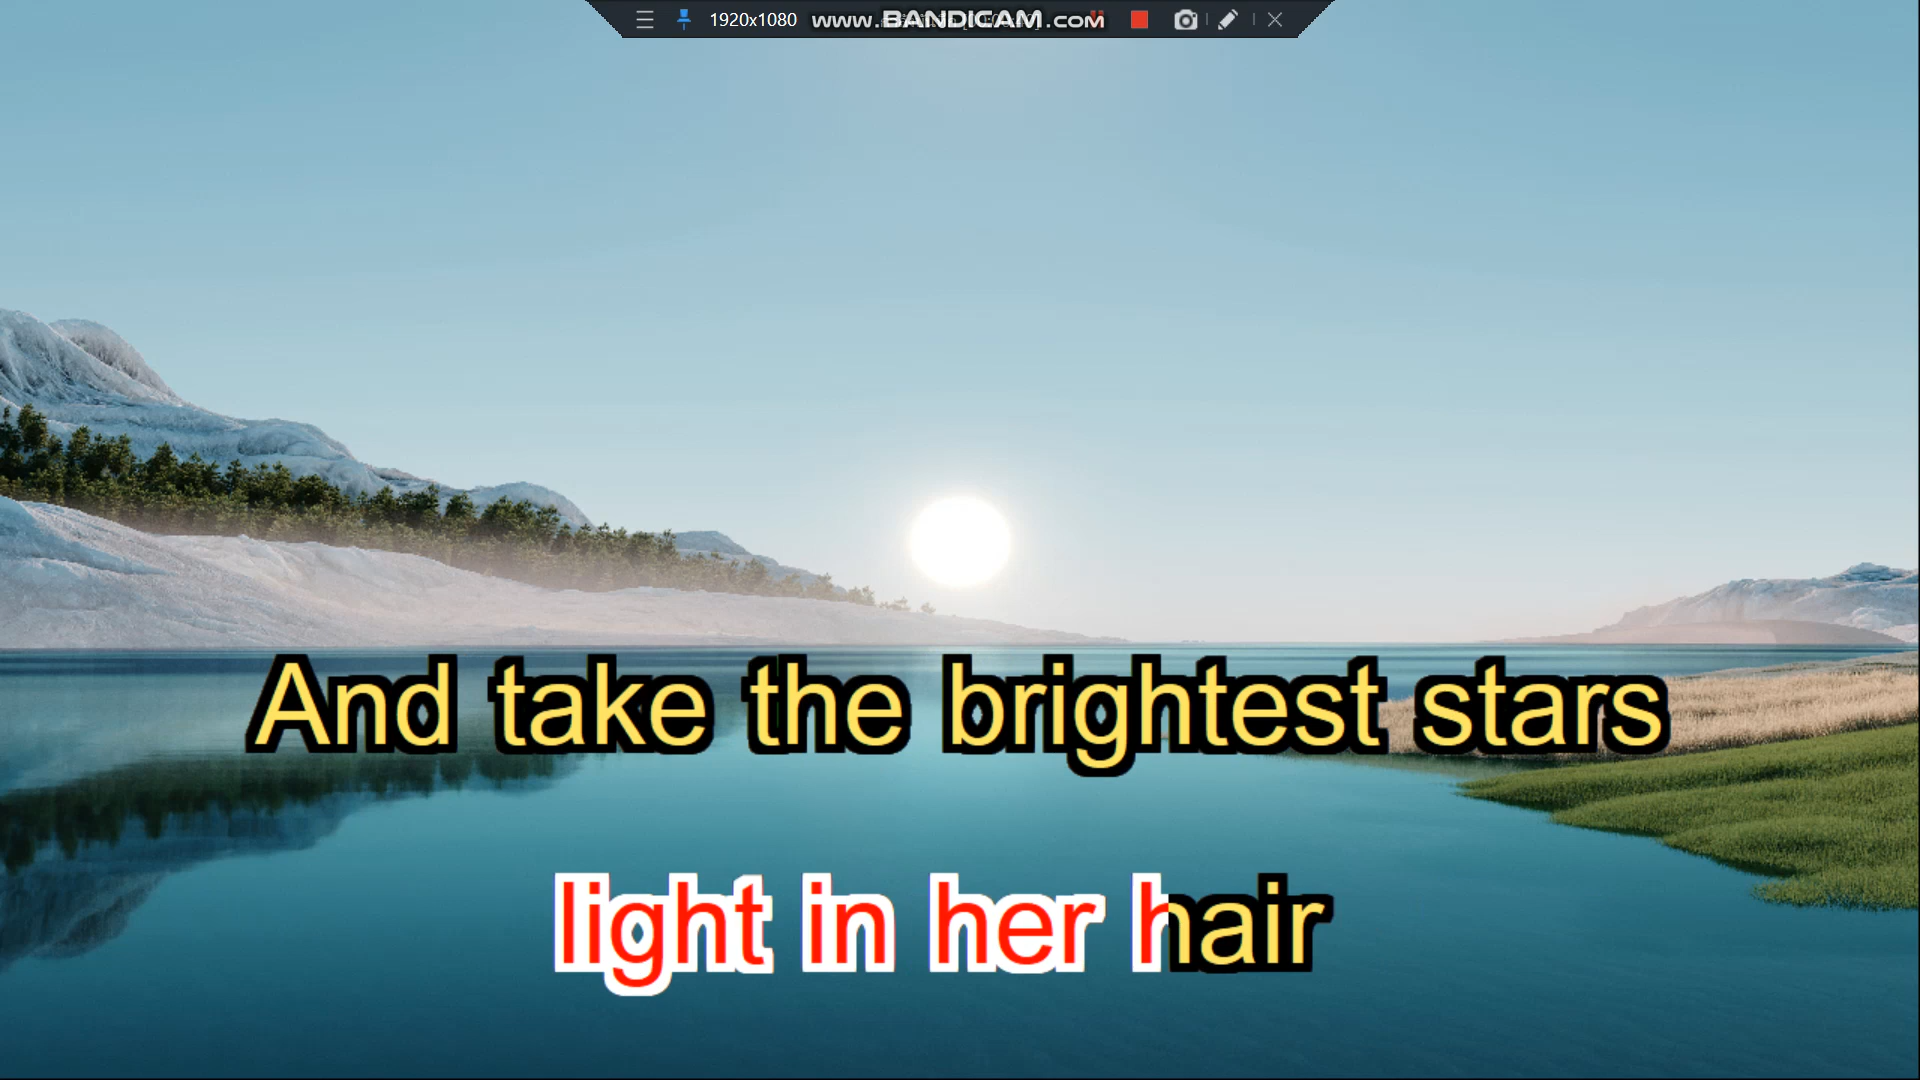 1920x1080 www.BANDICAM.com
And take the brightest stars
light in her hair